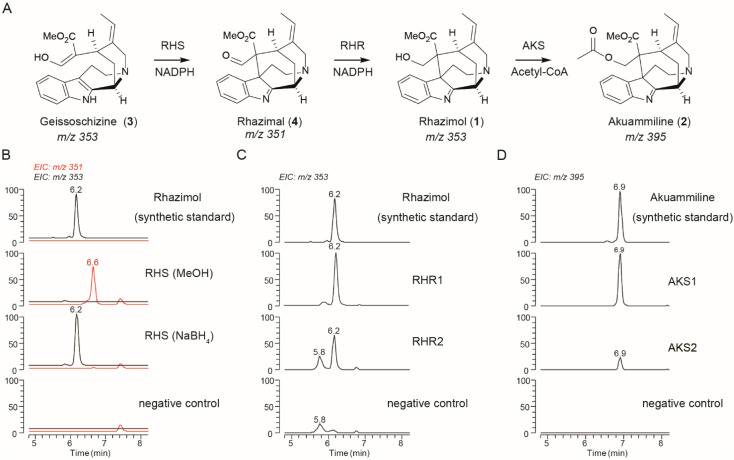 A
MeO₂C
HO
H
N
NH
H
Geissoschizine (3)
m/z 353
RHS
NADPH
MeO₂C
O
H
N
N
H
Rhazimal (4)
m/z 351
RHR
NADPH
MeO₂C
HO
H
N
N
H
Rhazimol (1)
m/z 353
AKS
Acetyl-CoA
O
O
MeO₂C
H
N
N
H
Akuammiline (2)
m/z 395
B
EIC: m/z 351
EIC: m/z 353
100
50
0
6.2
Rhazimol
(synthetic standard)
100
50
0
6.6
RHS (MeOH)
100
50
0
6.2
RHS (NaBH₄)
100
50
0
negative control
5 6 7 8
Time (min)
C
EIC: m/z 353
100
50
0
6.2
Rhazimol
(synthetic standard)
100
50
0
6.2
RHR1
100
50
0
5.8
6.2
RHR2
100
50
0
5.8
negative control
5 6 7 8
Time (min)
D
EIC: m/z 395
100
50
0
6.9
Akuammiline
(synthetic standard)
100
50
0
6.9
AKS1
100
50
0
6.9
AKS2
100
50
0
negative control
5 6 7 8
Time (min)